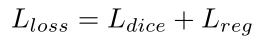 L_{loss} = L_{dice} + L_{reg}